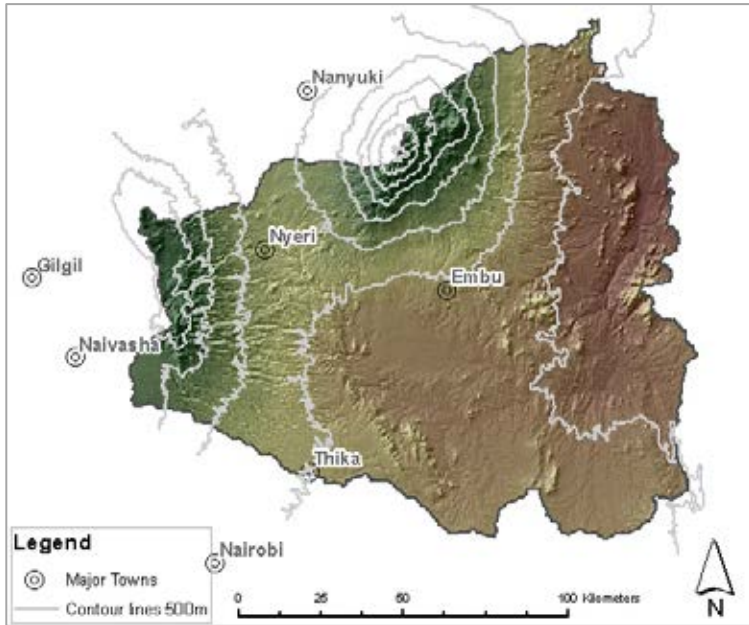 Nanyuki
Nyeri
Gilgil
Embu
Naivasha
Thika
Nairobi
Legend
Major Towns
Contour lines 500m
0 25 50 100 Kilometers
N